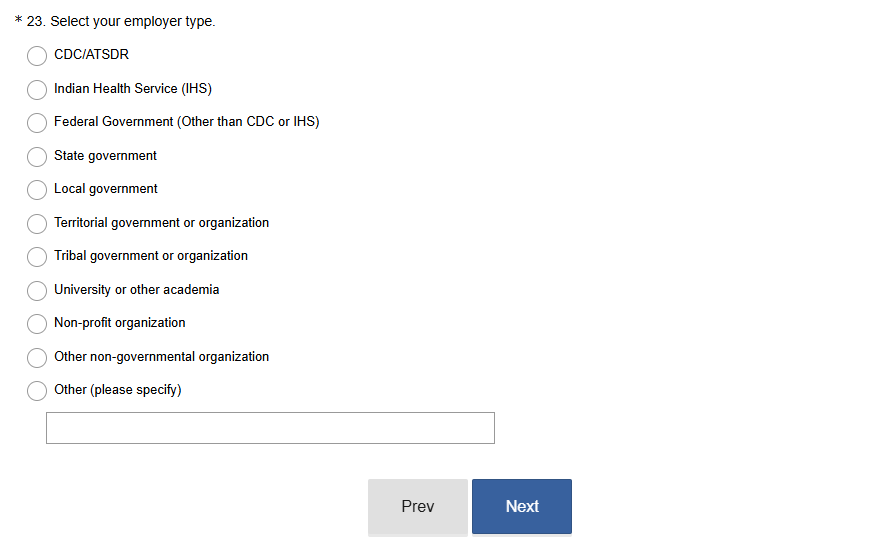 * 23. Select your employer type.
CDC/ATSDR
Indian Health Service (IHS)
Federal Government (Other than CDC or IHS)
State government
Local government
Territorial government or organization
Tribal government or organization
University or other academia
Non-profit organization
Other non-governmental organization
Other (please specify)
Prev Next